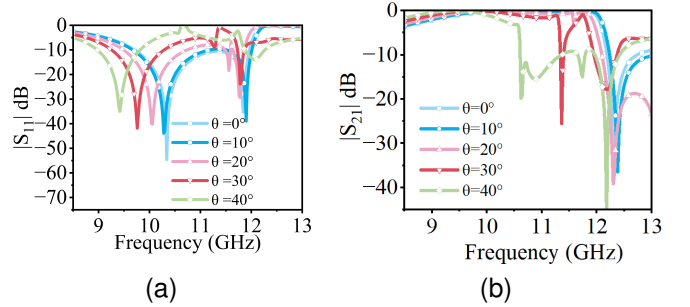 0
−10
−20
−30
−40
−50
−60
−70
|S₁₁| dB
θ =0°
θ =10°
θ =20°
θ =30°
θ =40°
9 10 11 12 13
Frequency (GHz)
(a)
0
−10
−20
−30
−40
|S₂₁| dB
θ=0°
θ=10°
θ=20°
θ=30°
θ=40°
9 10 11 12 13
Frequency (GHz)
(b)